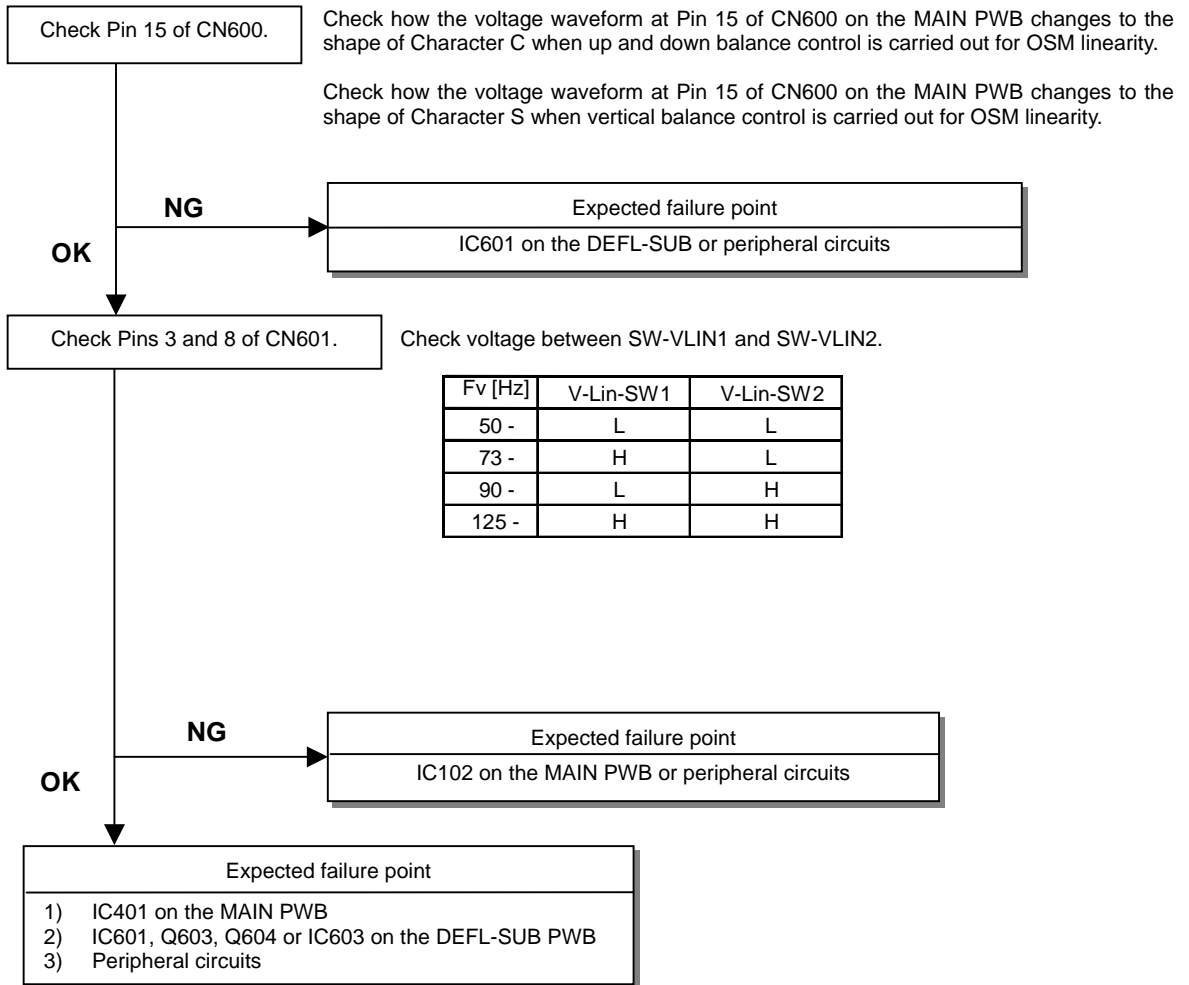 Check Pin 15 of CN600.
Check how the voltage waveform at Pin 15 of CN600 on the MAIN PWB changes to the
shape of Character C when up and down balance control is carried out for OSM linearity.
Check how the voltage waveform at Pin 15 of CN600 on the MAIN PWB changes to the
shape of Character S when vertical balance control is carried out for OSM linearity.
NG
Expected failure point
IC601 on the DEFL-SUB or peripheral circuits
OK
Check Pins 3 and 8 of CN601.
Check voltage between SW-VLIN1 and SW-VLIN2.
Fv [Hz] V-Lin-SW1 V-Lin-SW2
50 - L L
73 - H L
90 - L H
125 - H H
NG
Expected failure point
IC102 on the MAIN PWB or peripheral circuits
OK
Expected failure point
1) IC401 on the MAIN PWB
2) IC601, Q603, Q604 or IC603 on the DEFL-SUB PWB
3) Peripheral circuits